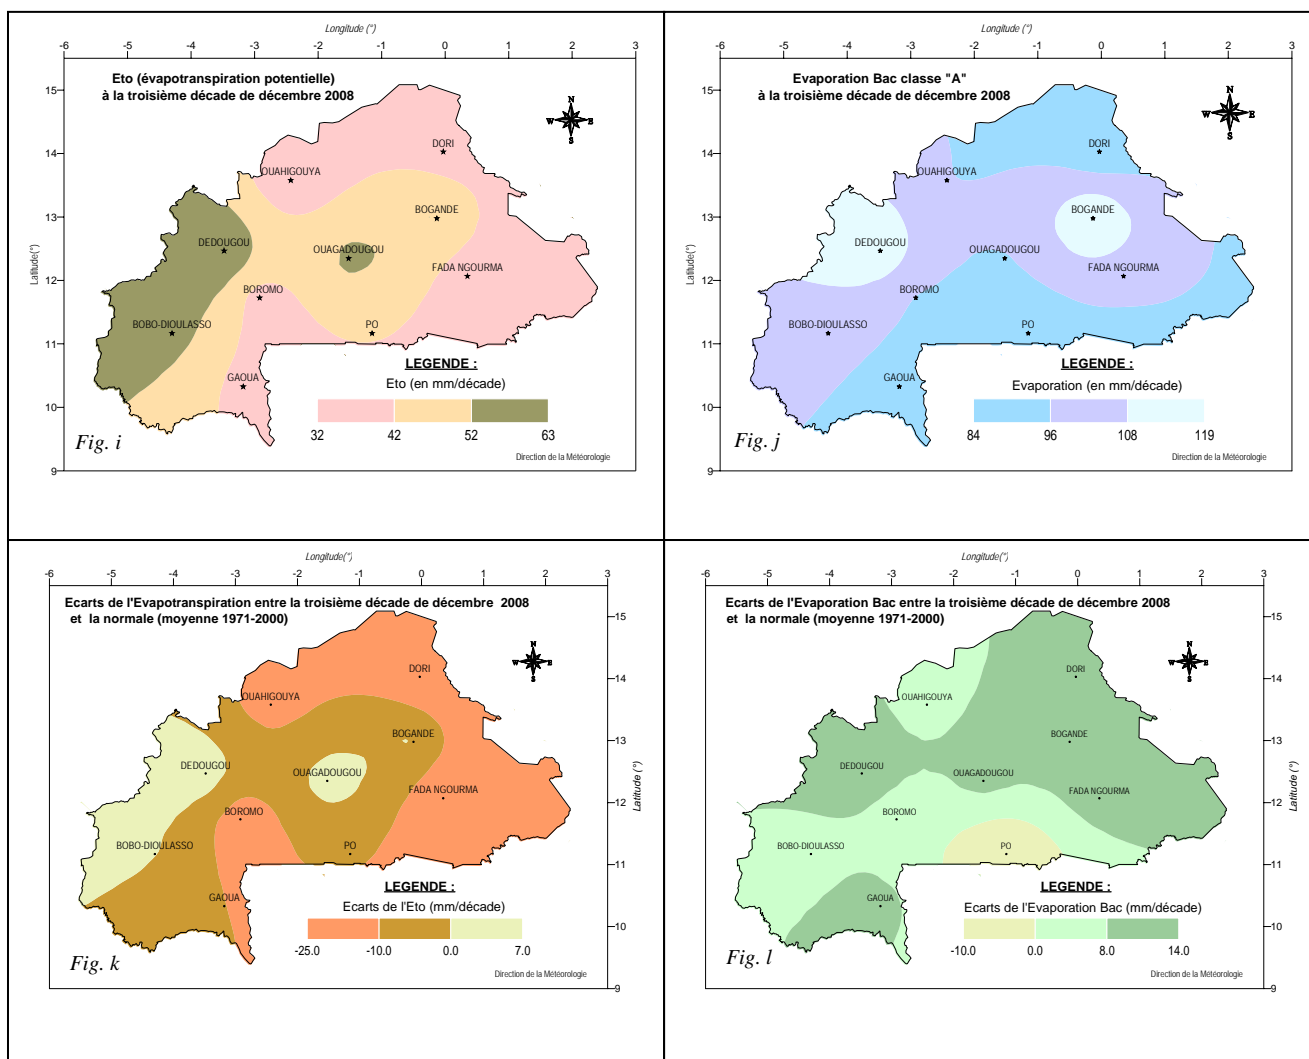 Longitude (°)
-6 -5 -4 -3 -2 -1 0 1 2 3
Eto (évapotranspiration potentielle)
à la troisième décade de décembre 2008
N
W E
S
15
14
13
12
11
10
9
Latitude(°)
DORI
OUAHIGOUYA
BOGANDE
DEDOUGOU
OUAGADOUGOU
FADA NGOURMA
BOROMO
BOBO-DIOULASSO
PO
GAOUA
LEGENDE :
Eto (en mm/décade)
32 42 52 63
Fig. i
Direction de la Météorologie
Longitude (°)
-6 -5 -4 -3 -2 -1 0 1 2 3
Evaporation Bac classe "A"
à la troisième décade de décembre 2008
N
W E
S
15
14
13
12
11
10
9
Latitude(°)
DORI
OUAHIGOUYA
BOGANDE
DEDOUGOU
OUAGADOUGOU
FADA NGOURMA
BOROMO
BOBO-DIOULASSO
PO
GAOUA
LEGENDE :
Evaporation (en mm/décade)
84 96 108 119
Fig. j
Direction de la Météorologie
Longitude(°)
-6 -5 -4 -3 -2 -1 0 1 2 3
Ecarts de l'Evapotranspiration entre la troisième décade de décembre 2008
et la normale (moyenne 1971-2000)
N
W E
S
15
14
13
12
11
10
9
Latitude (°)
DORI
OUAHIGOUYA
BOGANDE
DEDOUGOU
OUAGADOUGOU
FADA NGOURMA
BOROMO
BOBO-DIOULASSO
PO
GAOUA
LEGENDE :
Ecarts de l'Eto (mm/décade)
-25.0 -10.0 0.0 7.0
Fig. k
Direction de la Météorologie
Longitude(°)
-6 -5 -4 -3 -2 -1 0 1 2 3
Ecarts de l'Evaporation Bac entre la troisième décade de décembre 2008
et la normale (moyenne 1971-2000)
N
W E
S
15
14
13
12
11
10
9
Latitude (°)
DORI
OUAHIGOUYA
BOGANDE
DEDOUGOU
OUAGADOUGOU
FADA NGOURMA
BOROMO
BOBO-DIOULASSO
PO
GAOUA
LEGENDE :
Ecarts de l'Evaporation Bac (mm/décade)
-10.0 0.0 8.0 14.0
Fig. l
Direction de la Météorologie